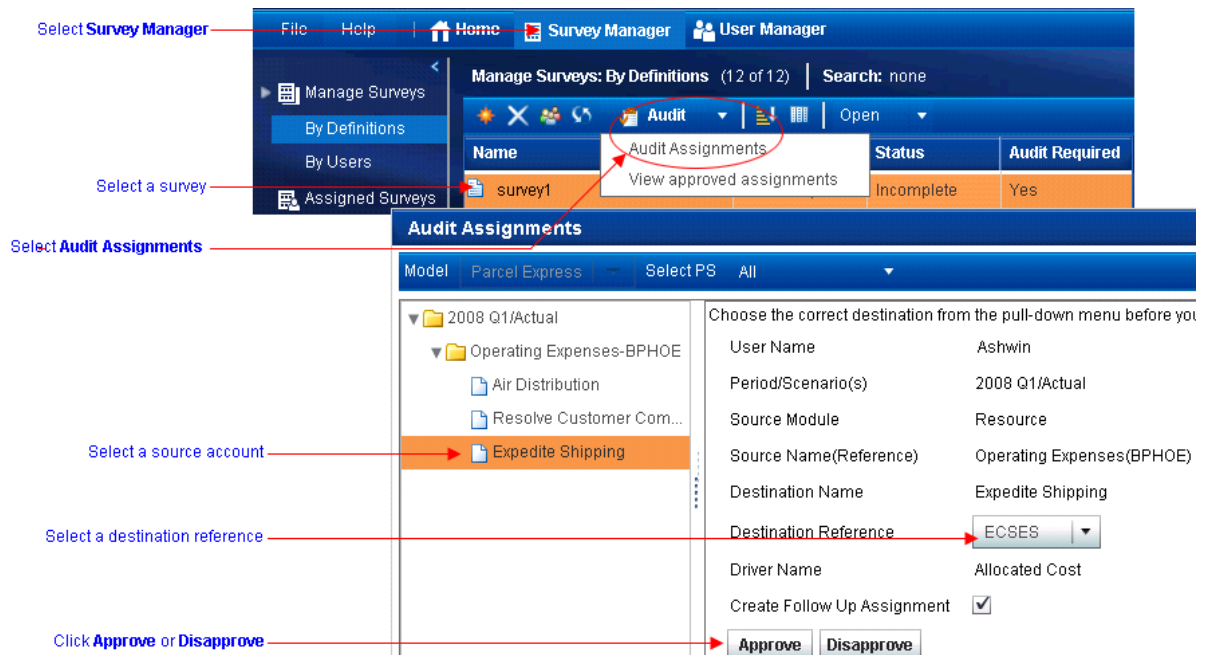 Select Survey Manager
File Help Home Survey Manager User Manager
Manage Surveys: By Definitions (12 of 12) Search: none
Manage Surveys
Audit Open
By Definitions
Audit Assignments
Name Status Audit Required
By Users
View approved assignments
Select a survey
survey1 Incomplete Yes
Assigned Surveys
Audit Assignments
Select Audit Assignments
Model Parcel Express Select PS All
2008 Q1/Actual
Operating Expenses-BPHOE
Air Distribution
Resolve Customer Com...
Select a source account
Expedite Shipping
Choose the correct destination from the pull-down menu before you
User Name Ashwin
Period/Scenario(s) 2008 Q1/Actual
Source Module Resource
Source Name(Reference) Operating Expenses(BPHOE)
Destination Name Expedite Shipping
Select a destination reference
Destination Reference ECSES
Driver Name Allocated Cost
Create Follow Up Assignment
Click Approve or Disapprove
Approve Disapprove